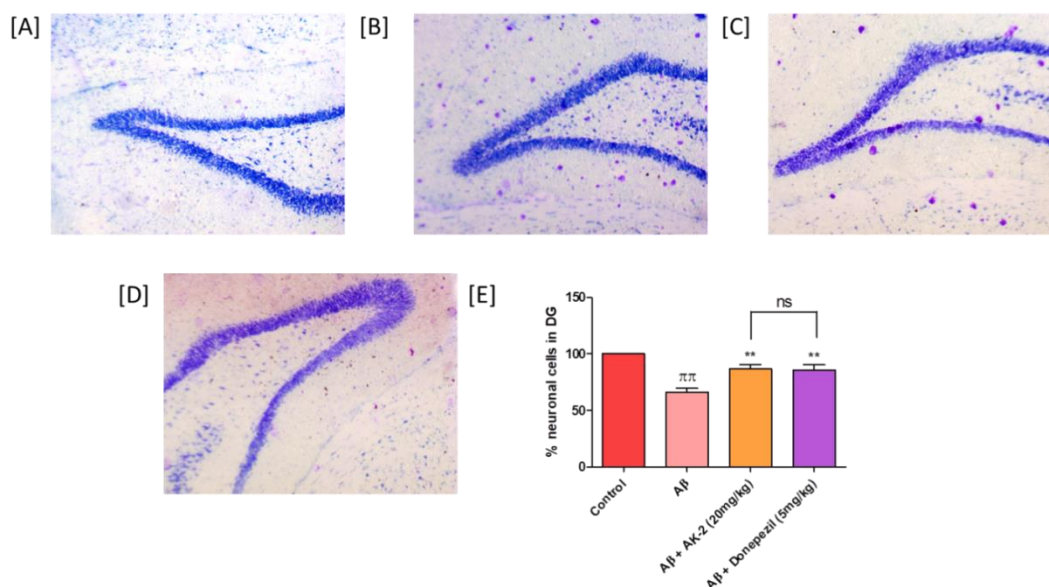 [A]
[B]
[C]
[D]
[E]
% neuronal cells in DG
150
100
50
0
ππ
**
**
ns
Control
Aβ
Aβ + AK-2 (20mg/kg)
Aβ + Donepezil (5mg/kg)